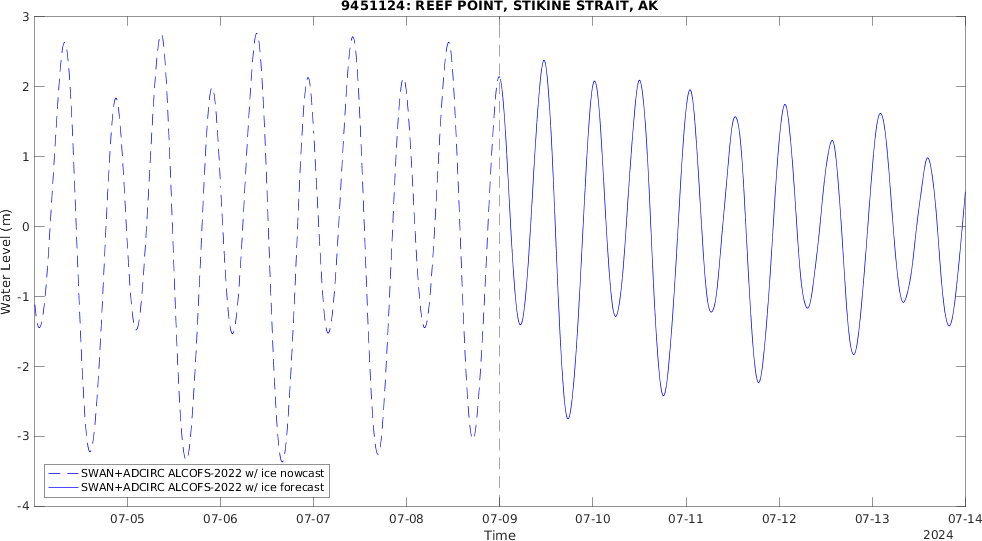 9451124: REEF POINT, STIKINE STRAIT, AK
Water Level (m)
3
2
1
0
-1
-2
-3
-4
SWAN+ADCIRC ALCOFS-2022 w/ ice nowcast
SWAN+ADCIRC ALCOFS-2022 w/ ice forecast
07-05 07-06 07-07 07-08 07-09 07-10 07-11 07-12 07-13 07-14
Time
2024